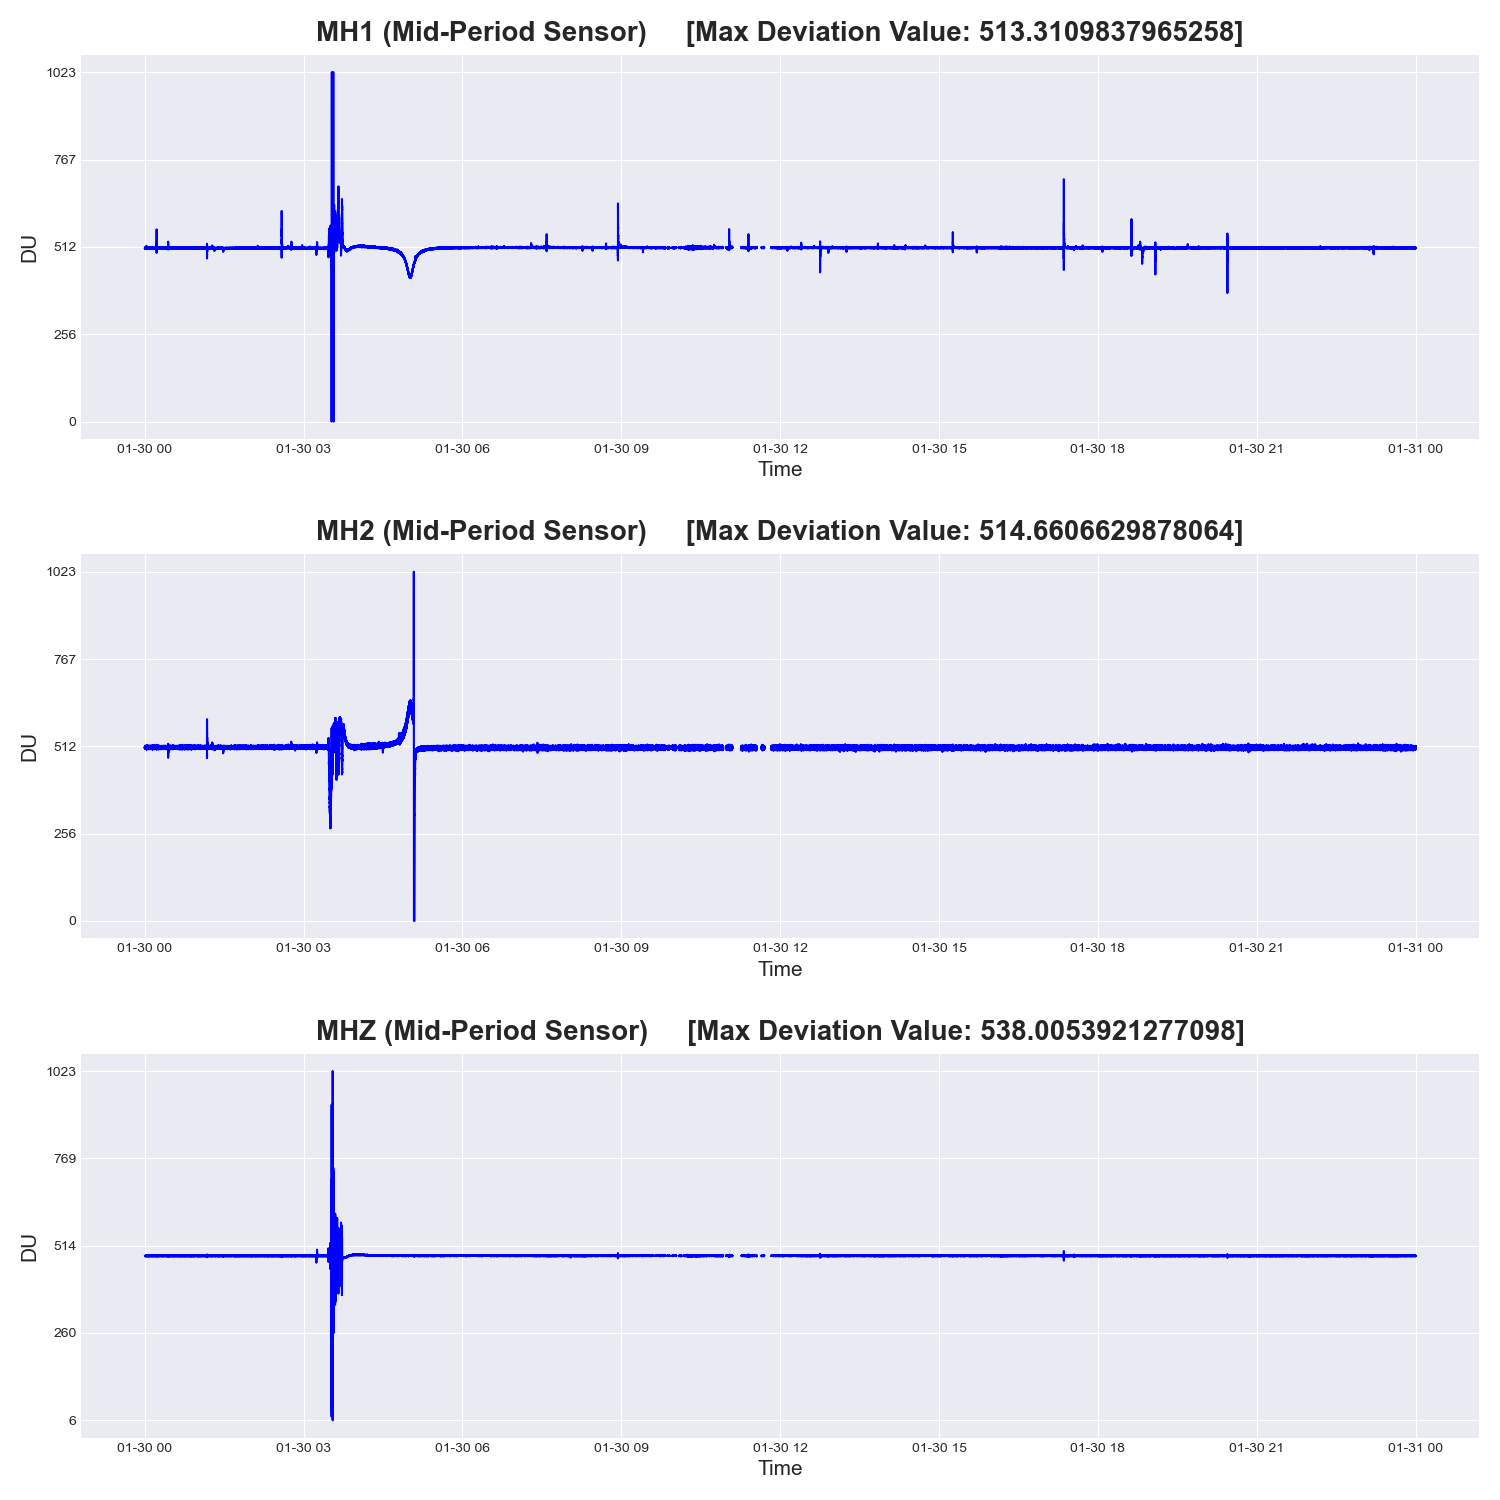 MH1 (Mid-Period Sensor) [Max Deviation Value: 513.3109837965258]
1023
767
512
256
0
DU
01-30 00 01-30 03 01-30 06 01-30 09 01-30 12 01-30 15 01-30 18 01-30 21 01-31 00
Time
MH2 (Mid-Period Sensor) [Max Deviation Value: 514.6606629878064]
1023
767
512
256
0
DU
01-30 00 01-30 03 01-30 06 01-30 09 01-30 12 01-30 15 01-30 18 01-30 21 01-31 00
Time
MHZ (Mid-Period Sensor) [Max Deviation Value: 538.0053921277098]
1023
769
514
260
6
DU
01-30 00 01-30 03 01-30 06 01-30 09 01-30 12 01-30 15 01-30 18 01-30 21 01-31 00
Time